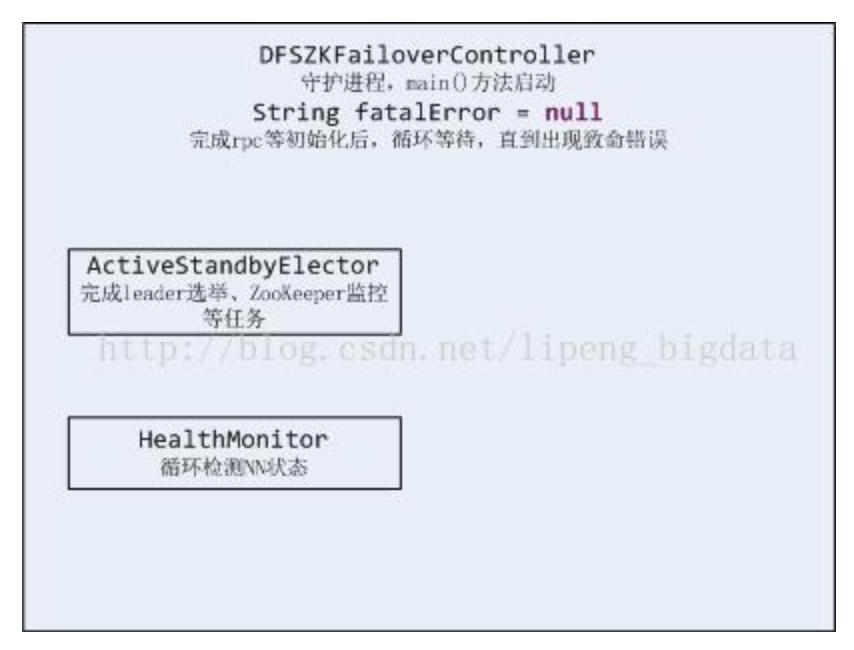 DFSZKFailoverController
守护进程，main()方法启动
String fatalError = null
完成rpc等初始化后，循环等待，直到出现致命错误
ActiveStandbyElector
完成leader选举、ZooKeeper监控
等任务
http://blog.csdn.net/lipeng_bigdata
HealthMonitor
循环检测NN状态